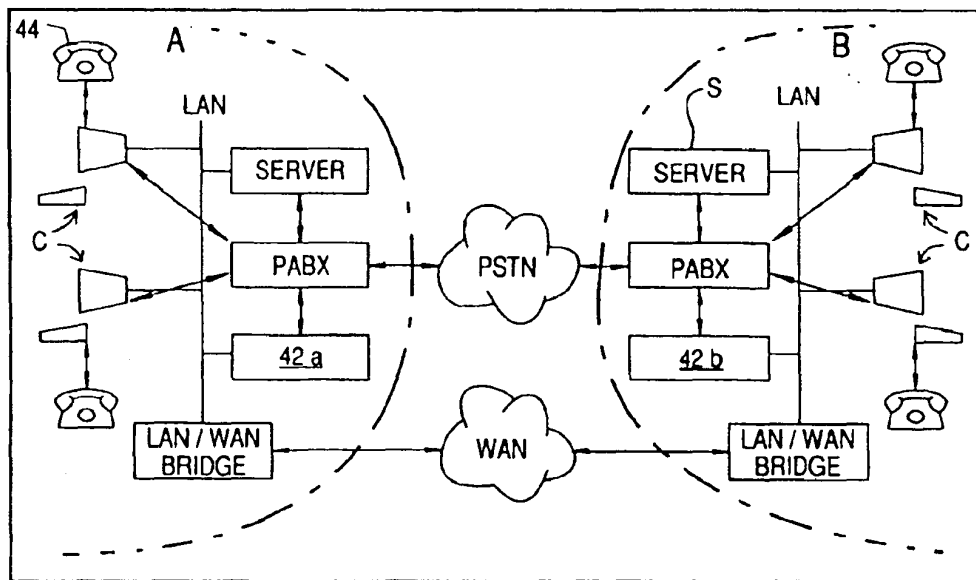 44
A
B
LAN
S
LAN
SERVER
SERVER
C
PABX
PSTN
PABX
C
42 a
42 b
LAN / WAN
BRIDGE
WAN
LAN / WAN
BRIDGE